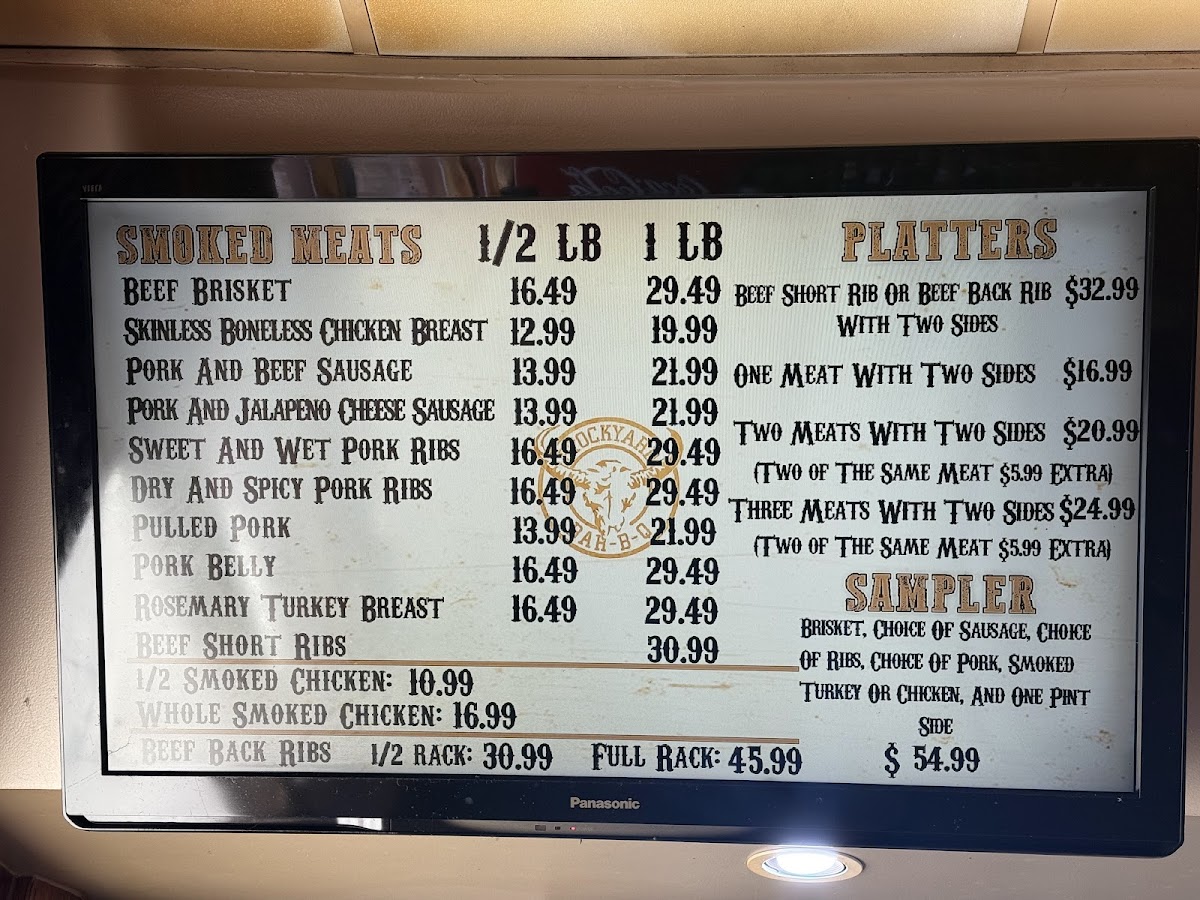 SMOKED MEATS 1/2 LB 1 LB
BEEF BRISKET 16.49 29.49
SKINLESS BONELESS CHICKEN BREAST 12.99 19.99
PORK AND BEEF SAUSAGE 13.99 21.99
PORK AND JALAPENO CHEESE SAUSAGE 13.99 21.99
SWEET AND WET PORK RIBS 16.49 29.49
DRY AND SPICY PORK RIBS 16.49 29.49
PULLED PORK 13.99 21.99
PORK BELLY 16.49 29.49
ROSEMARY TURKEY BREAST 16.49 29.49
BEEF SHORT RIBS 30.99
1/2 SMOKED CHICKEN: 10.99
WHOLE SMOKED CHICKEN: 16.99
BEEF BACK RIBS 1/2 RACK: 30.99 FULL RACK: 45.99
PLATTERS
BEEF SHORT RIB OR BEEF BACK RIB $32.99
WITH TWO SIDES
ONE MEAT WITH TWO SIDES $16.99
TWO MEATS WITH TWO SIDES $20.99
(TWO OF THE SAME MEAT $5.99 EXTRA)
THREE MEATS WITH TWO SIDES $24.99
(TWO OF THE SAME MEAT $5.99 EXTRA)
SAMPLER
BRISKET, CHOICE OF SAUSAGE, CHOICE
OF RIBS, CHOICE OF PORK, SMOKED
TURKEY OR CHICKEN, AND ONE PINT
SIDE
$ 54.99
BAR-B-Q
Panasonic